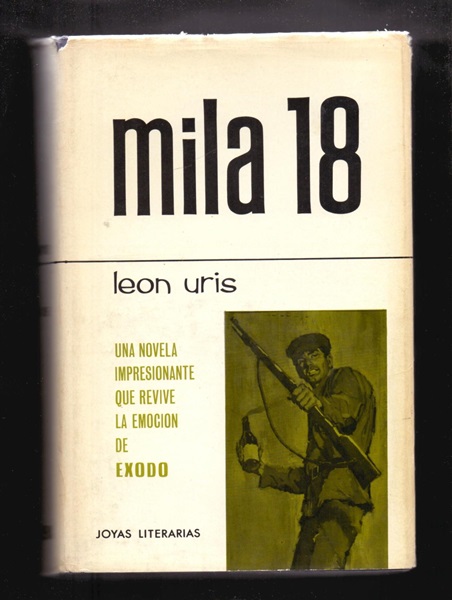 mila 18
leon uris
UNA NOVELA
IMPRESIONANTE
QUE REVIVE
LA EMOCION
DE
EXODO
JOYAS LITERARIAS